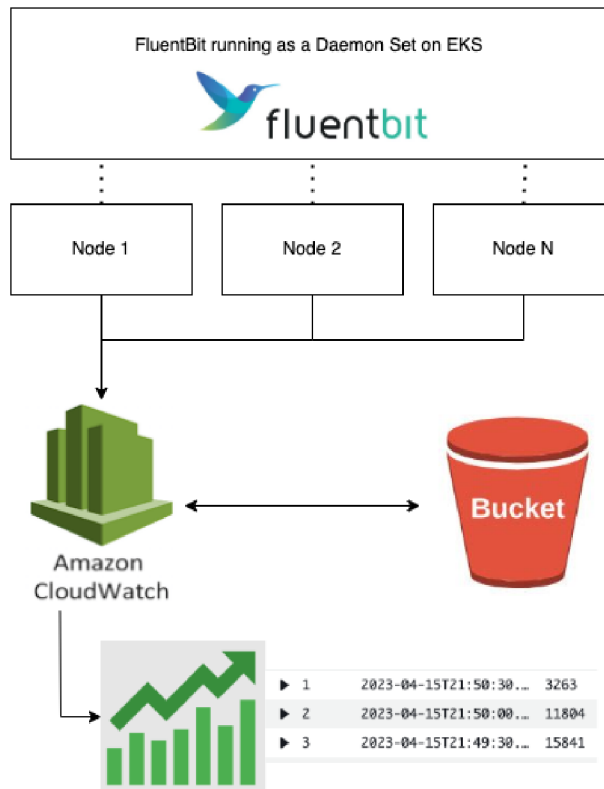 FluentBit running as a Daemon Set on EKS
fluentbit
Node 1
Node 2
Node N
Bucket
Amazon
CloudWatch
1 2023-04-15T21:50:30... 3263
2 2023-04-15T21:50:00... 11804
3 2023-04-15T21:49:30... 15841